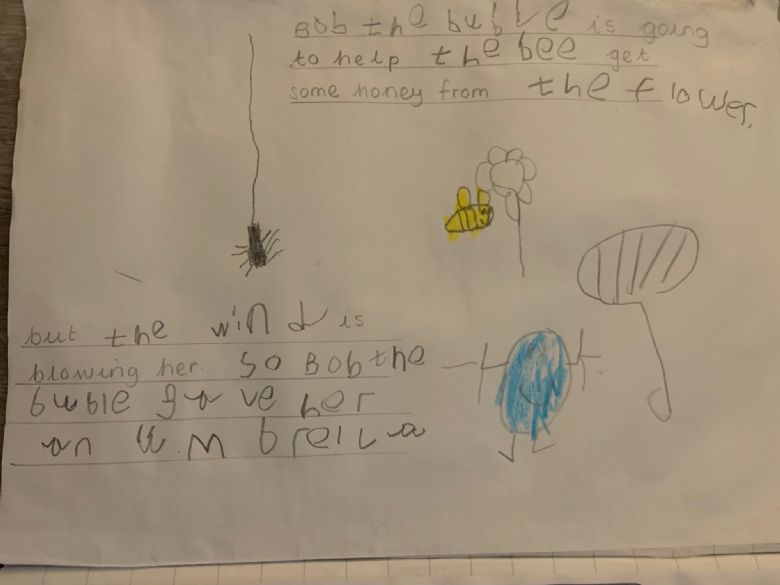 Bob the buble is going
to help the bee get
some honey from the flower.
but the wind is
blowing her. So Bob the
buble gave her
an umbrella